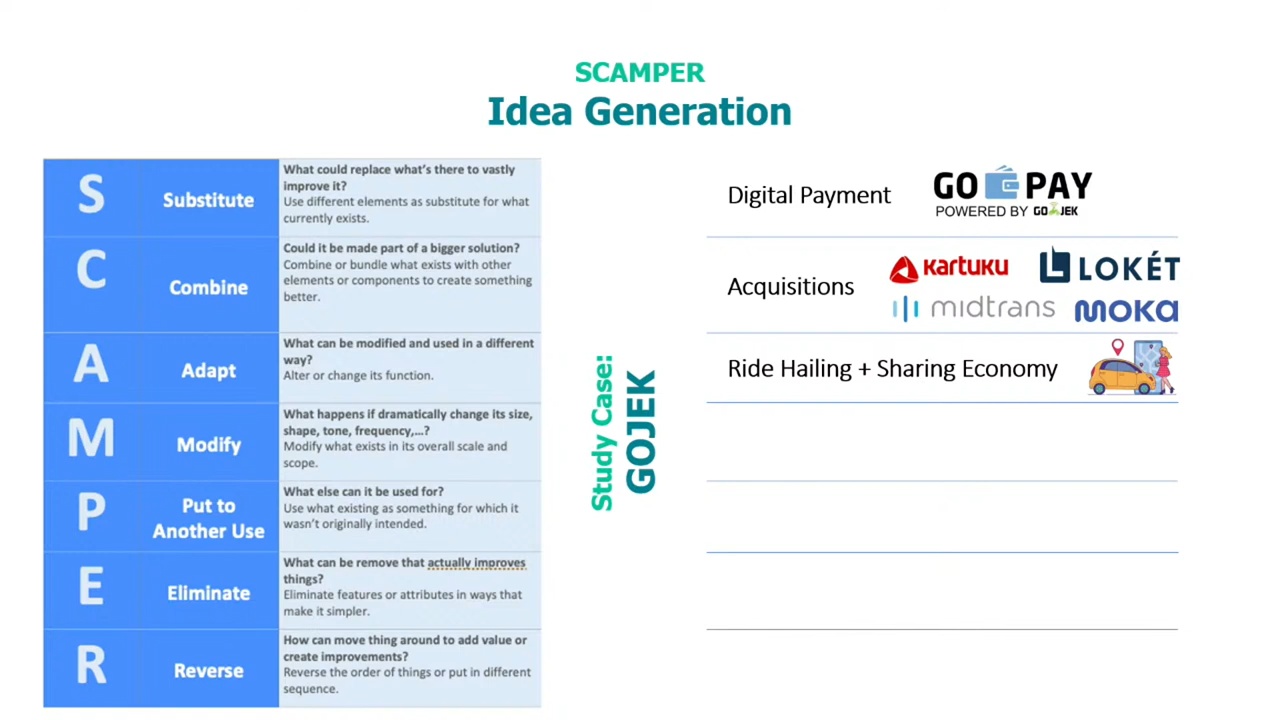 SCAMPER
Idea Generation
S
Substitute
What could replace what's there to vastly
improve it?
Use different elements as substitute for what
currently exists.
C
Combine
Could it be made part of a bigger solution?
Combine or bundle what exists with other
elements or components to create something
better.
A
Adapt
What can be modified and used in a different
way?
Alter or change its function.
M
Modify
What happens if dramatically change its size,
shape, tone, frequency,...?
Modify what exists in its overall scale and
scope.
P
Put to
Another Use
What else can it be used for?
Use what existing as something for which it
wasn't originally intended.
E
Eliminate
What can be remove that actually improves
things?
Eliminate features or attributes in ways that
make it simpler.
R
Reverse
How can move thing around to add value or
create improvements?
Reverse the order of things or put in different
sequence.
Study Case:
GOJEK
Digital Payment
GO PAY
POWERED BY GOJEK
Acquisitions
KARTUKU
LOKÉT
midtrans
MOKA
Ride Hailing + Sharing Economy